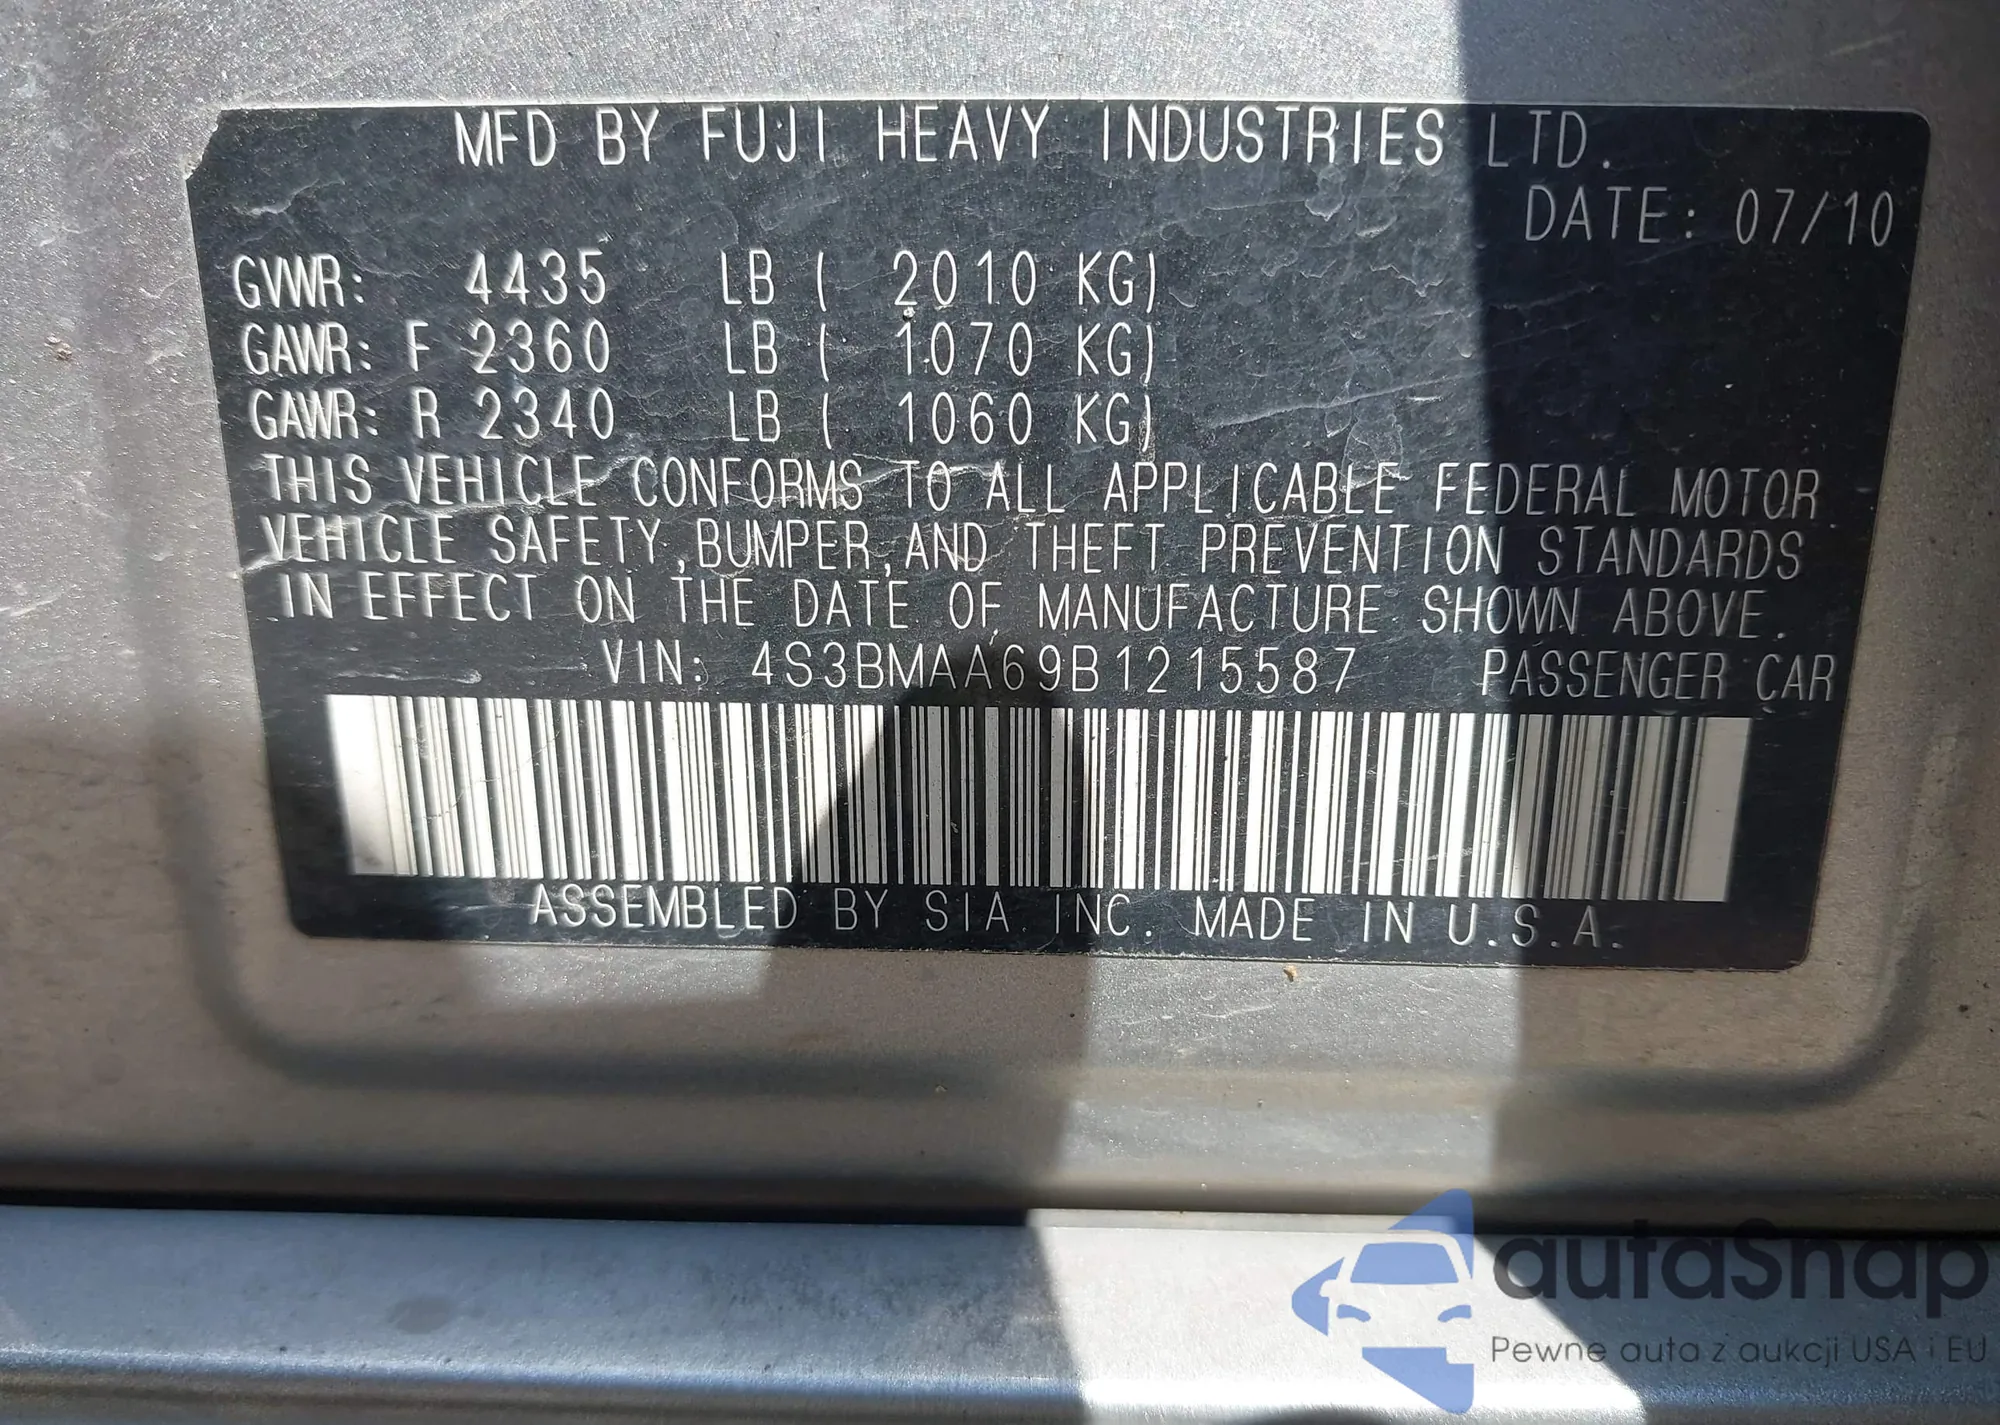 MFD BY FUJI HEAVY INDUSTRIES LTD.
DATE: 07/10
GVWR: 4435 LB ( 2010 KG)
GAWR: F 2360 LB ( 1070 KG)
GAWR: R 2340 LB ( 1060 KG)
THIS VEHICLE CONFORMS TO ALL APPLICABLE FEDERAL MOTOR
VEHICLE SAFETY,BUMPER,AND THEFT PREVENTION STANDARDS
IN EFFECT ON THE DATE OF MANUFACTURE SHOWN ABOVE.
VIN: 4S3BMAA69B1215587 PASSENGER CAR
ASSEMBLED BY SIA INC. MADE IN U.S.A.
autaSnap
Pewne auta z aukcji USA i EU